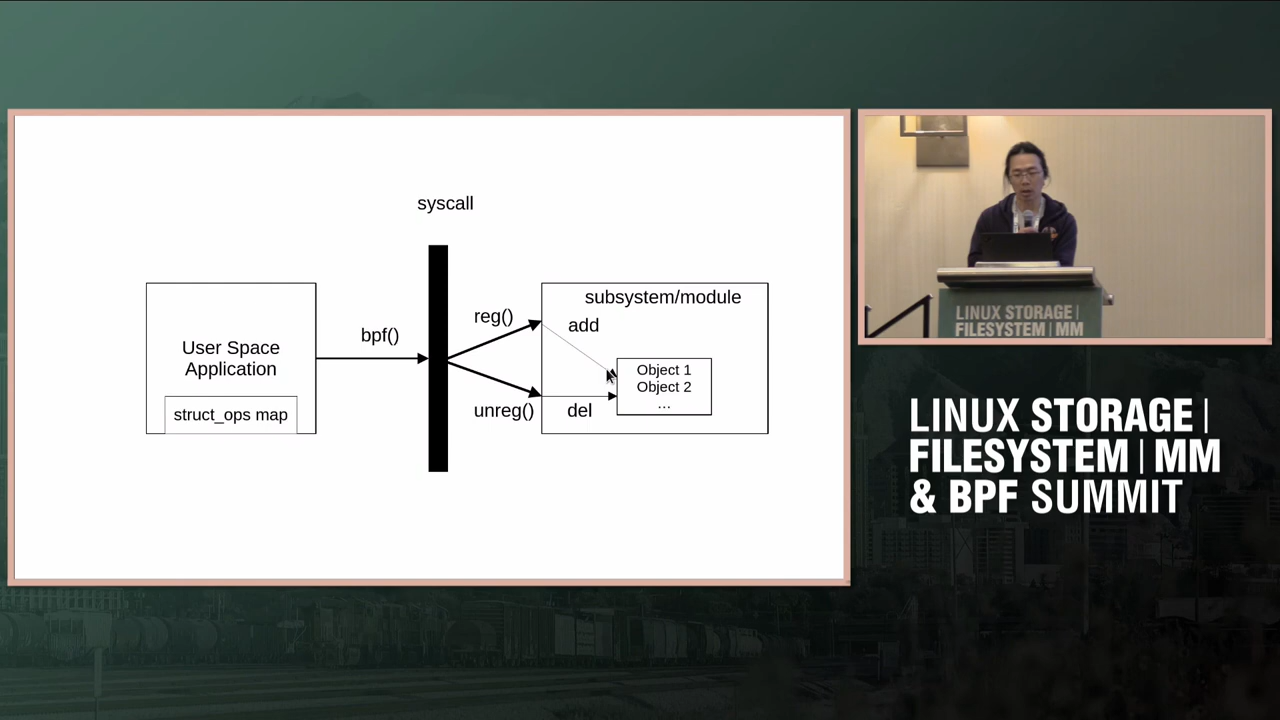 syscall
User Space
Application
struct_ops map
bpf()
reg()
unreg()
subsystem/module
add
del
Object 1
Object 2
...
LINUX STORAGE |
FILESYSTEM | MM
LINUX STORAGE |
FILESYSTEM | MM
& BPF SUMMIT